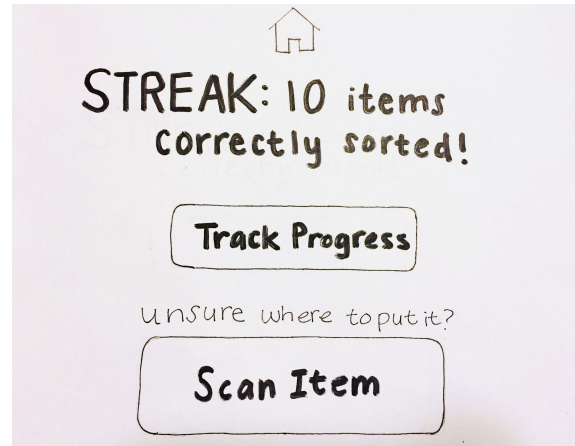 STREAK: 10 items
correctly sorted!
Track Progress
unsure where to put it?
Scan Item